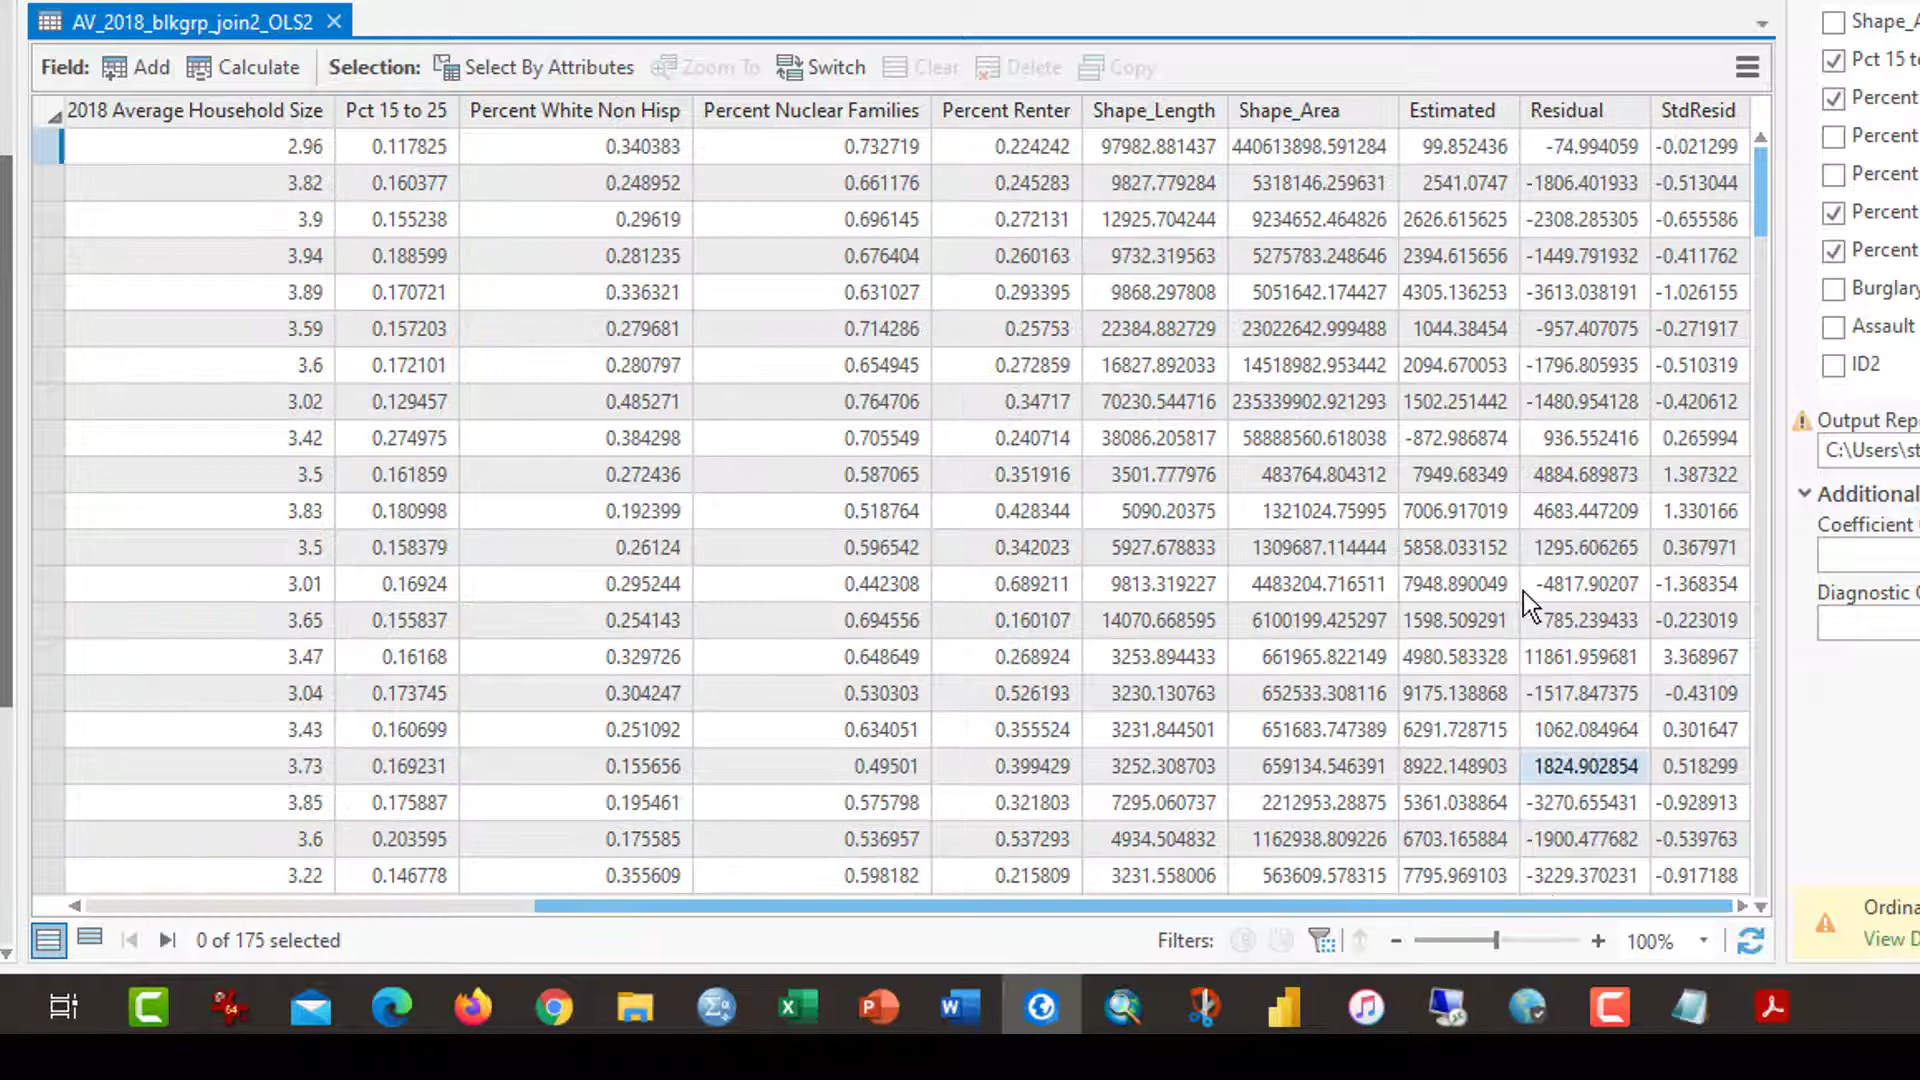 AV_2018_blkgrp_join2_OLS2
Field: Add Calculate Selection: Select By Attributes Zoom To Switch Clear Delete Copy
2018 Average Household Size Pct 15 to 25 Percent White Non Hisp Percent Nuclear Families Percent Renter Shape_Length Shape_Area Estimated Residual StdResid
2.96 0.117825 0.340383 0.732719 0.224242 97982.881437 440613898.591284 99.852436 -74.994059 -0.021299
3.82 0.160377 0.248952 0.661176 0.245283 9827.779284 5318146.259631 2541.0747 -1806.401933 -0.513044
3.9 0.155238 0.29619 0.696145 0.272131 12925.704244 9234652.464826 2626.615625 -2308.285305 -0.655586
3.94 0.188599 0.281235 0.676404 0.260163 9732.319563 5275783.248646 2394.615656 -1449.791932 -0.411762
3.89 0.170721 0.336321 0.631027 0.293395 9868.297808 5051642.174427 4305.136253 -3613.038191 -1.026155
3.59 0.157203 0.279681 0.714286 0.25753 22384.882729 23022642.999488 1044.38454 -957.407075 -0.271917
3.6 0.172101 0.280797 0.654945 0.272859 16827.892033 14518982.953442 2094.670053 -1796.805935 -0.510319
3.02 0.129457 0.485271 0.764706 0.34717 70230.544716 235339902.921293 1502.251442 -1480.954128 -0.420612
3.42 0.274975 0.384298 0.705549 0.240714 38086.205817 58888560.618038 -872.986874 936.552416 0.265994
3.5 0.161859 0.272436 0.587065 0.351916 3501.777976 483764.804312 7949.68349 4884.689873 1.387322
3.83 0.180998 0.192399 0.518764 0.428344 5090.20375 1321024.75995 7006.917019 4683.447209 1.330166
3.5 0.158379 0.26124 0.596542 0.342023 5927.678833 1309687.114444 5858.033152 1295.606265 0.367971
3.01 0.16924 0.295244 0.442308 0.689211 9813.319227 4483204.716511 7948.890049 -4817.90207 -1.368354
3.65 0.155837 0.254143 0.694556 0.160107 14070.668595 6100199.425297 1598.509291 785.239433 -0.223019
3.47 0.16168 0.329726 0.648649 0.268924 3253.894433 661965.822149 4980.583328 11861.959681 3.368967
3.04 0.173745 0.304247 0.530303 0.526193 3230.130763 652533.308116 9175.138868 -1517.847375 -0.43109
3.43 0.160699 0.251092 0.634051 0.355524 3231.844501 651683.747389 6291.728715 1062.084964 0.301647
3.73 0.169231 0.155656 0.49501 0.399429 3252.308703 659134.546391 8922.148903 1824.902854 0.518299
3.85 0.175887 0.195461 0.575798 0.321803 7295.060737 2212953.28875 5361.038864 -3270.655431 -0.928913
3.6 0.203595 0.175585 0.536957 0.537293 4934.504832 1162938.809226 6703.165884 -1900.477682 -0.539763
3.22 0.146778 0.355609 0.598182 0.215809 3231.558006 563609.578315 7795.969103 -3229.370231 -0.917188
0 of 175 selected Filters: 100%
Shape_A
Pct 15 to
Percent
Percent
Percent
Percent
Percent
Burglary
Assault
ID2
Output Rep
C:\Users\st
Additional
Coefficient
Diagnostic
Ordina
View D